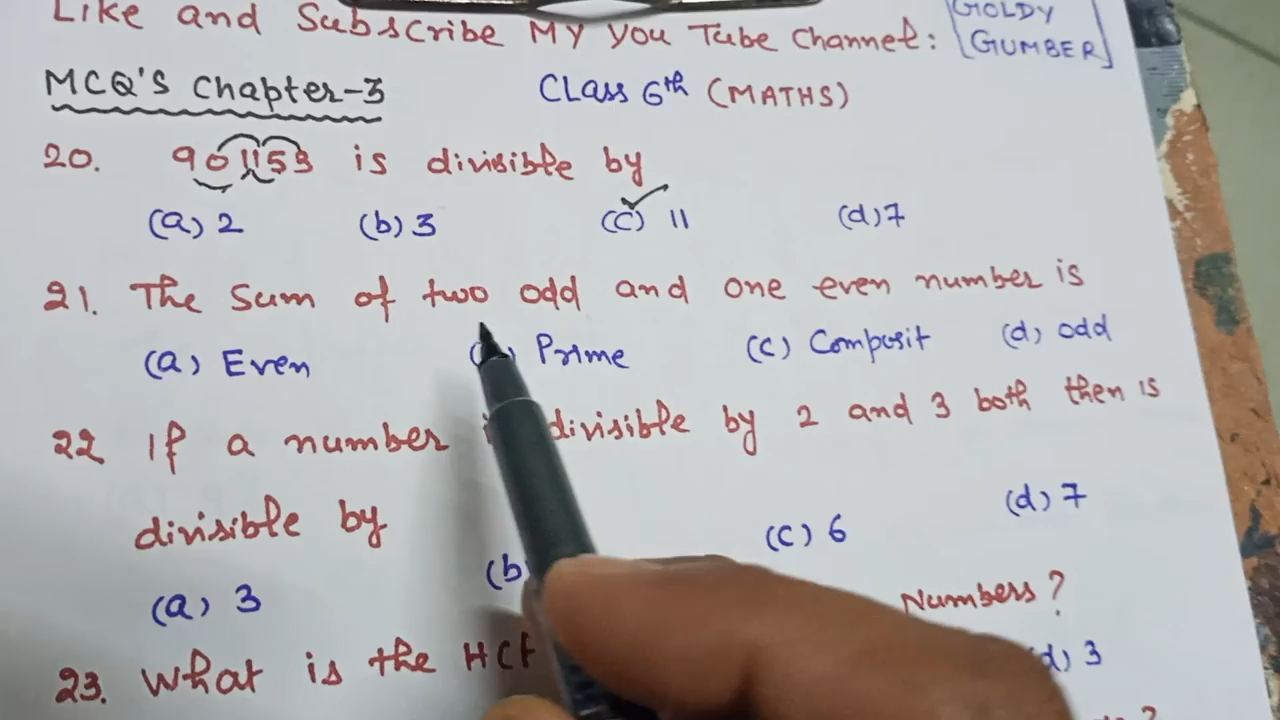 Like and Subscribe My You Tube Channel: [GOLDY GUMBER]
MCQ'S Chapter-3 CLass 6th (MATHS)
20. 901153 is divisible by
(a) 2 (b) 3 (c) 11 (d) 7
21. The Sum of two odd and one even number is
(a) Even Prime (c) Composit (d) odd
22 If a number divisible by 2 and 3 both then is
divisible by
(a) 3 (b (c) 6 (d) 7
Numbers?
23. What is the HCF
d) 3